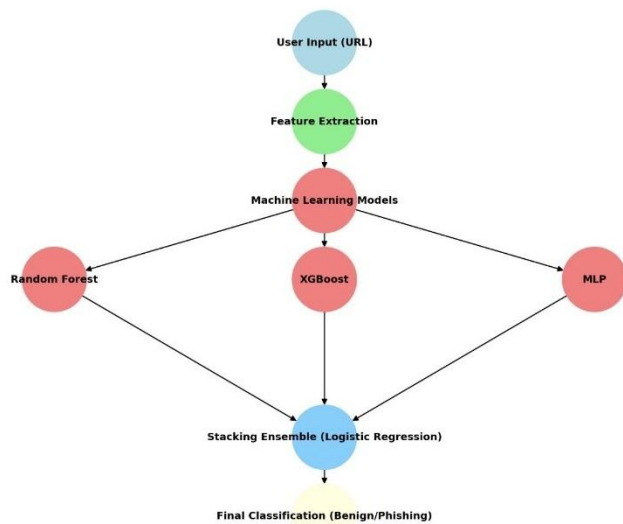 User Input (URL)
Feature Extraction
Machine Learning Models
Random Forest
XGBoost
MLP
Stacking Ensemble (Logistic Regression)
Final Classification (Benign/Phishing)